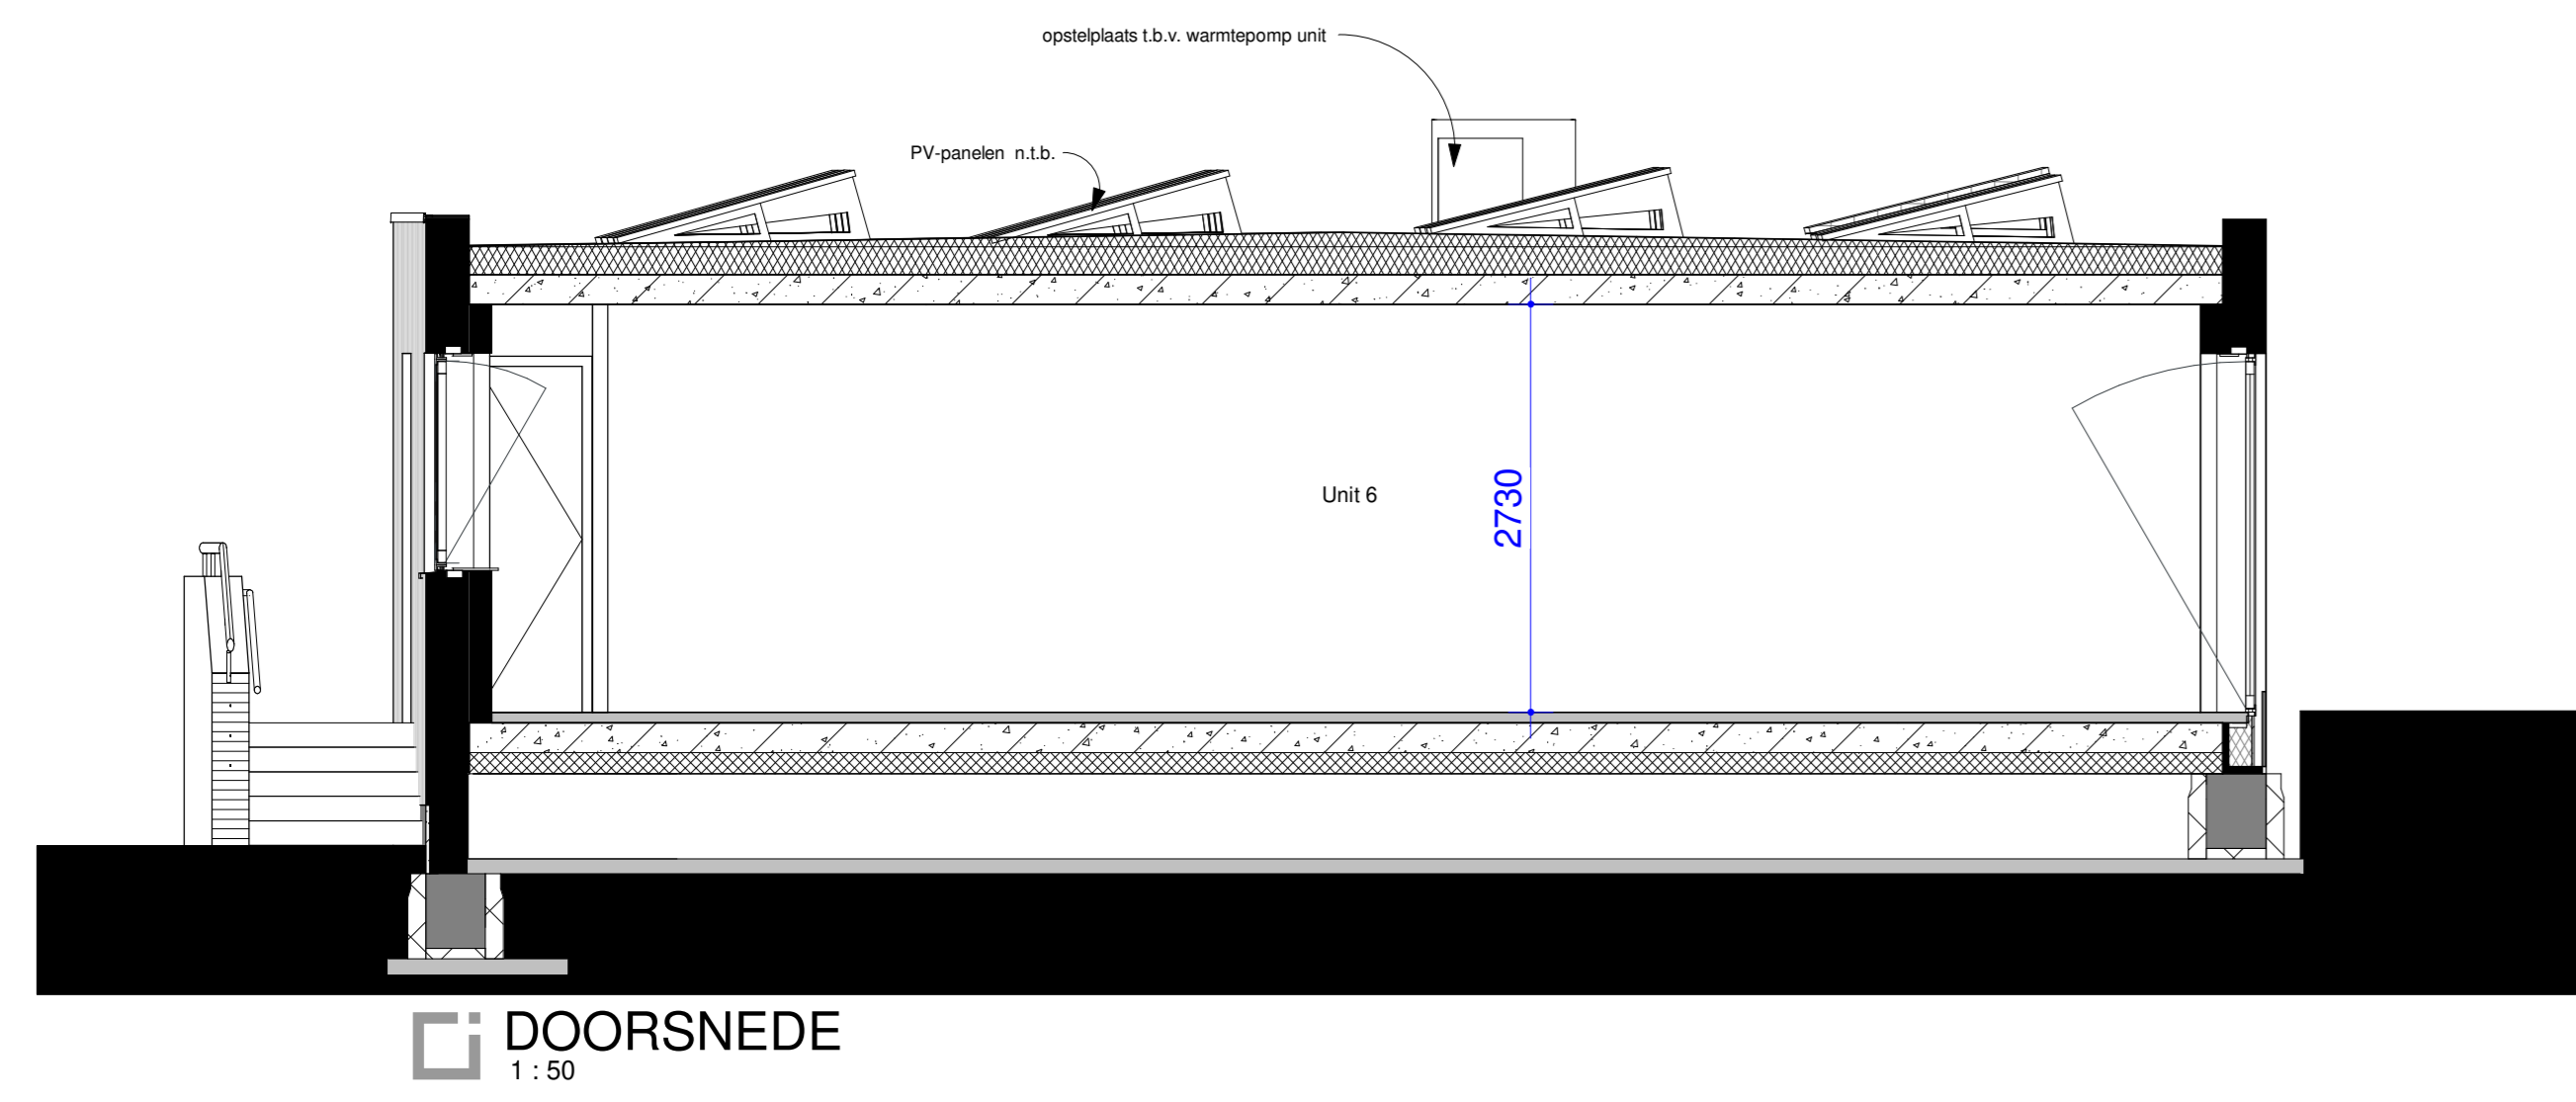 opstelplaats t.b.v. warmtepomp unit
PV-panelen n.t.b.
Unit 6
2730
DOORSNEDE
1 : 50